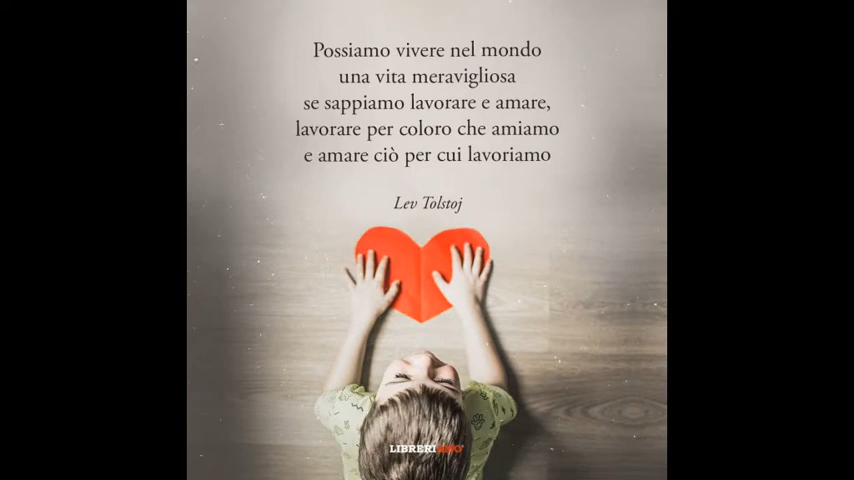 Possiamo vivere nel mondo
una vita meravigliosa
se sappiamo lavorare e amare,
lavorare per coloro che amiamo
e amare ciò per cui lavoriamo
Lev Tolstoj